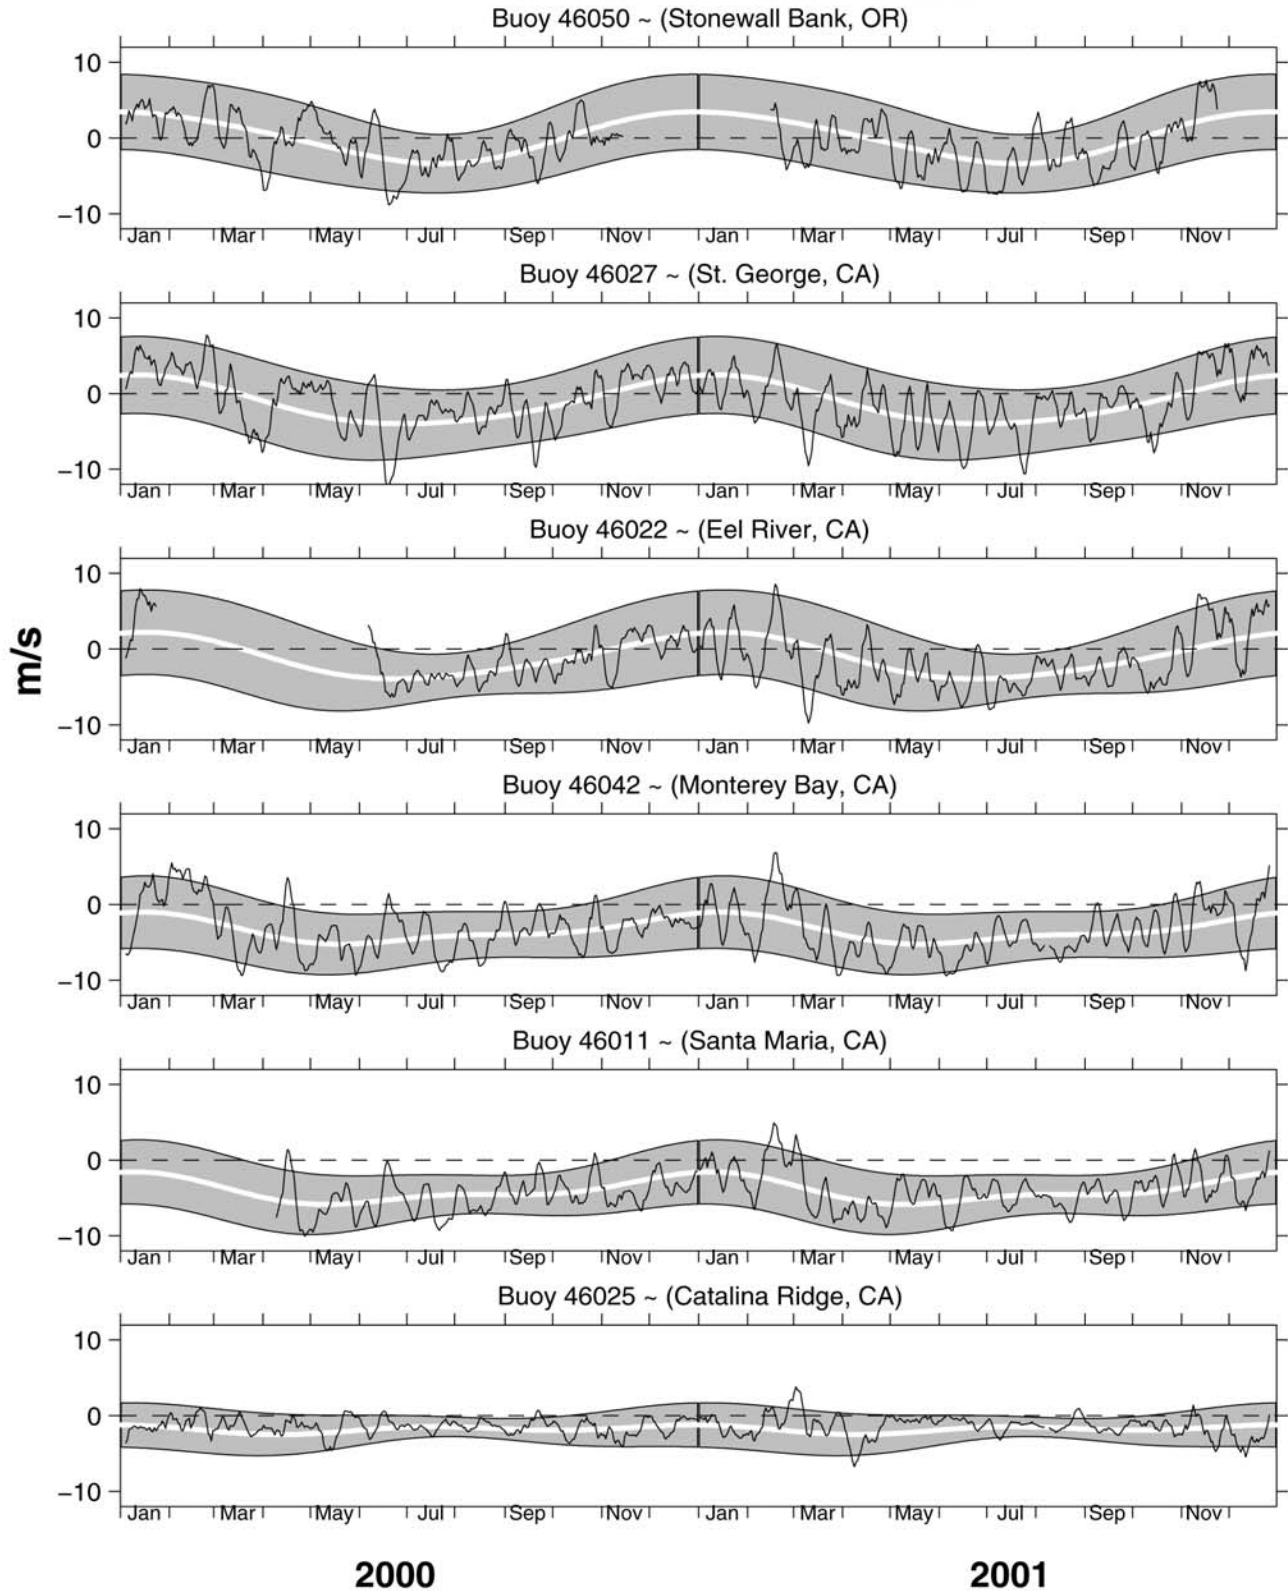 Buoy 46050 ~ (Stonewall Bank, OR)
10
0
−10
Jan Mar May Jul Sep Nov Jan Mar May Jul Sep Nov
Buoy 46027 ~ (St. George, CA)
10
0
−10
Jan Mar May Jul Sep Nov Jan Mar May Jul Sep Nov
Buoy 46022 ~ (Eel River, CA)
10
0
−10
Jan Mar May Jul Sep Nov Jan Mar May Jul Sep Nov
m/s
Buoy 46042 ~ (Monterey Bay, CA)
10
0
−10
Jan Mar May Jul Sep Nov Jan Mar May Jul Sep Nov
Buoy 46011 ~ (Santa Maria, CA)
10
0
−10
Jan Mar May Jul Sep Nov Jan Mar May Jul Sep Nov
Buoy 46025 ~ (Catalina Ridge, CA)
10
0
−10
Jan Mar May Jul Sep Nov Jan Mar May Jul Sep Nov
2000 2001